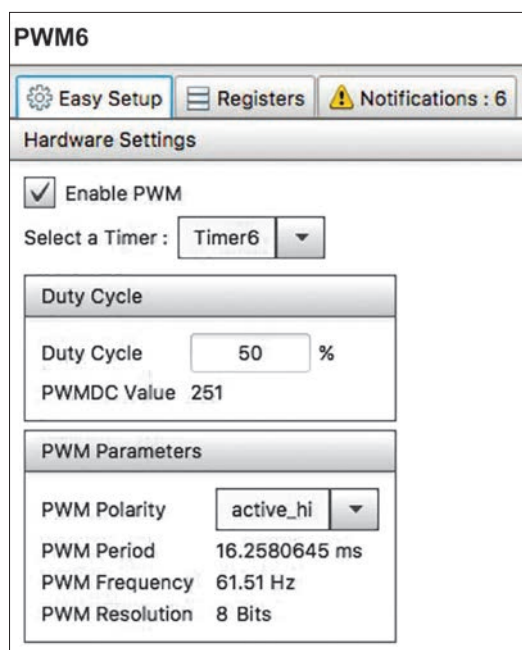 PWM6
Easy Setup Registers Notifications : 6
Hardware Settings
Enable PWM
Select a Timer : Timer6
Duty Cycle
Duty Cycle 50 %
PWMDC Value 251
PWM Parameters
PWM Polarity active_hi
PWM Period 16.2580645 ms
PWM Frequency 61.51 Hz
PWM Resolution 8 Bits